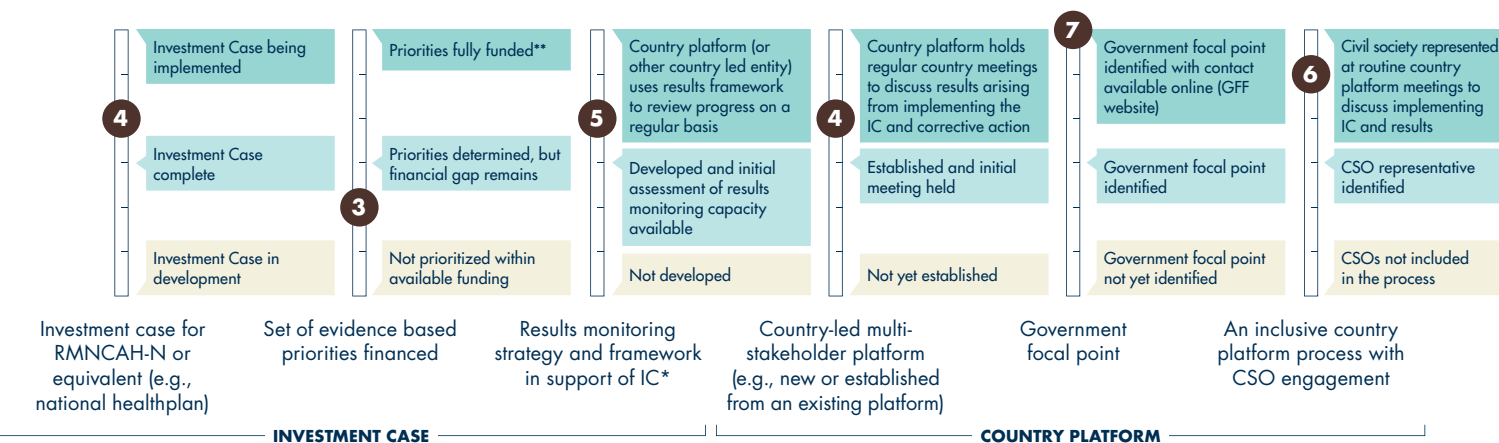 4
Investment Case being
implemented
Investment Case
complete
Investment Case in
development
Investment case for
RMNCAH-N or
equivalent (e.g.,
national healthplan)
3
Priorities fully funded**
Priorities determined, but
financial gap remains
Not prioritized within
available funding
Set of evidence based
priorities financed
5
Country platform (or
other country led entity)
uses results framework
to review progress on a
regular basis
Developed and initial
assessment of results
monitoring capacity
available
Not developed
Results monitoring
strategy and framework
in support of IC*
4
Country platform holds
regular country meetings
to discuss results arising
from implementing the
IC and corrective action
Established and initial
meeting held
Not yet established
Country-led multi-
stakeholder platform
(e.g., new or established
from an existing platform)
7
Government focal point
identified with contact
available online (GFF
website)
Government focal point
identified
Government focal point
not yet identified
Government
focal point
6
Civil society represented
at routine country
platform meetings to
discuss implementing
IC and results
CSO representative
identified
CSOs not included
in the process
An inclusive country
platform process with
CSO engagement
INVESTMENT CASE
COUNTRY PLATFORM